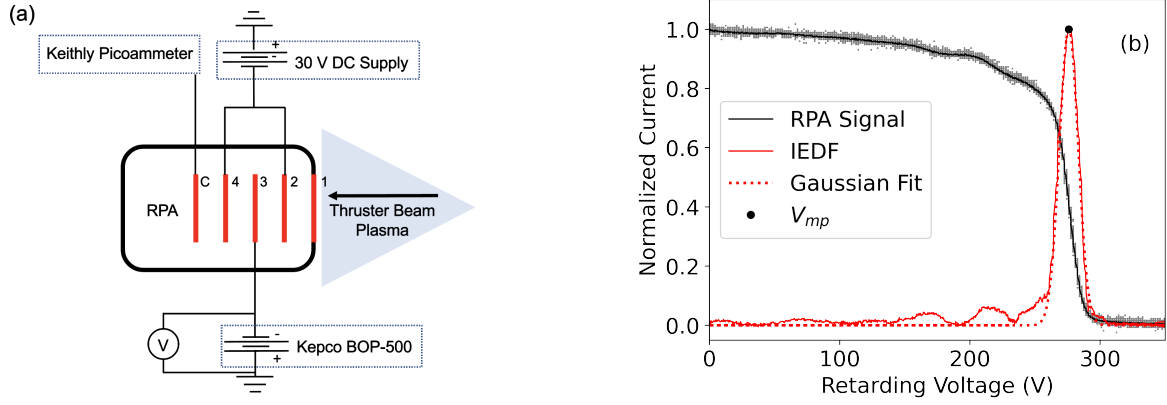 (a)
Keithly Picoammeter
+
-
30 V DC Supply
C 4 3 2 1
RPA
Thruster Beam
Plasma
V
-
+
Kepco BOP-500
(b)
Normalized Current
1.0
0.8
0.6
0.4
0.2
0.0
RPA Signal
IEDF
Gaussian Fit
V_mp
0 100 200 300
Retarding Voltage (V)